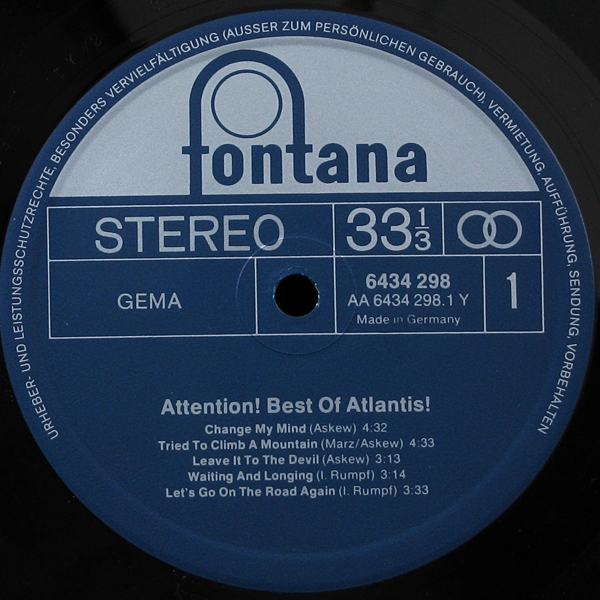 URHEBER- UND LEISTUNGSSCHUTZRECHTE, BESONDERS VERVIELFÄLTIGUNG (AUSSER ZUM PERSÖNLICHEN GEBRAUCH), VERMIETUNG, AUFFÜHRUNG, SENDUNG, VORBEHALTEN
fontana
STEREO 33 1/3
GEMA
6434 298
AA 6434 298.1 Y
Made in Germany
1
Attention! Best Of Atlantis!
Change My Mind (Askew) 4:32
Tried To Climb A Mountain (Marz/Askew) 4:33
Leave It To The Devil (Askew) 3:13
Waiting And Longing (I. Rumpf) 3:14
Let's Go On The Road Again (I. Rumpf) 3:33